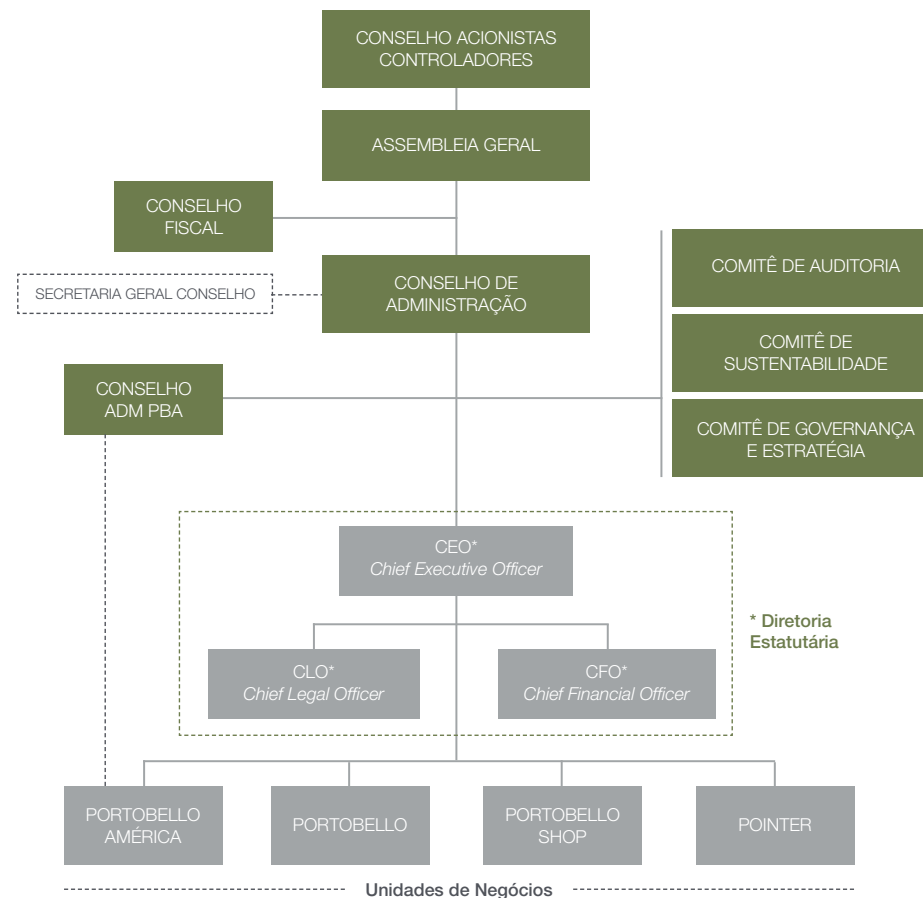 CONSELHO ACIONISTAS
CONTROLADORES
ASSEMBLEIA GERAL
CONSELHO
FISCAL
SECRETARIA GERAL CONSELHO
CONSELHO DE
ADMINISTRAÇÃO
COMITÊ DE AUDITORIA
COMITÊ DE
SUSTENTABILIDADE
COMITÊ DE GOVERNANÇA
E ESTRATÉGIA
CONSELHO
ADM PBA
CEO*
Chief Executive Officer
CLO*
Chief Legal Officer
CFO*
Chief Financial Officer
* Diretoria
Estatutária
PORTOBELLO
AMÉRICA
PORTOBELLO
PORTOBELLO
SHOP
POINTER
Unidades de Negócios